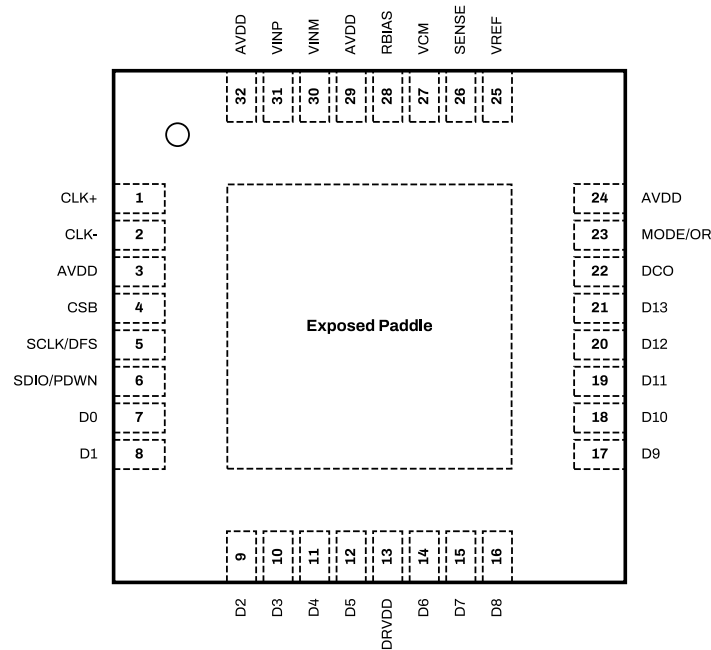 AVDD
VINP
VINM
AVDD
RBIAS
VCM
SENSE
VREF
32
31
30
29
28
27
26
25
CLK+ 1
CLK- 2
AVDD 3
CSB 4
SCLK/DFS 5
SDIO/PDWN 6
D0 7
D1 8
Exposed Paddle
24 AVDD
23 MODE/OR
22 DCO
21 D13
20 D12
19 D11
18 D10
17 D9
9
10
11
12
13
14
15
16
D2
D3
D4
D5
DRVDD
D6
D7
D8